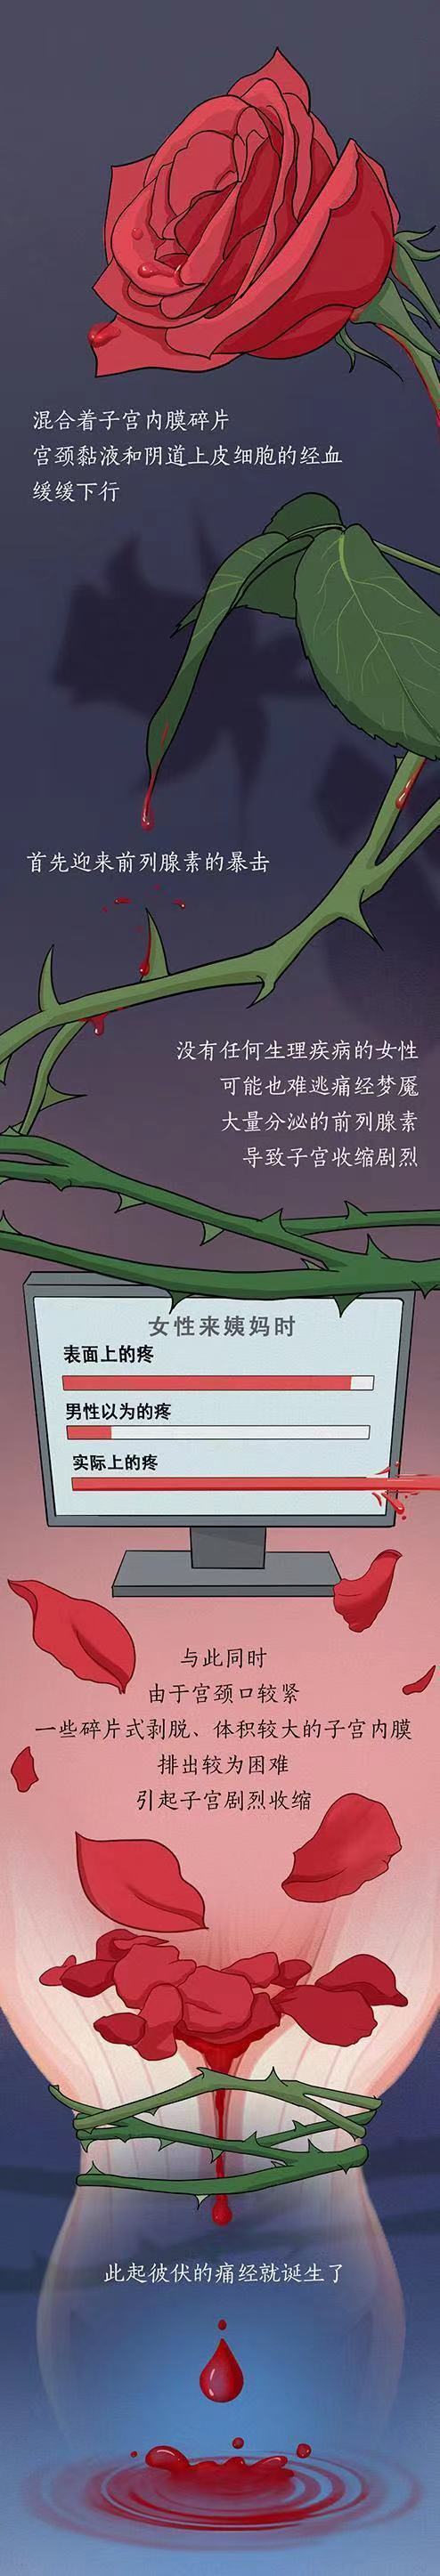 混合着子宫内膜碎片
宫颈黏液和阴道上皮细胞的经血
缓缓下行
首先迎来前列腺素的暴击
没有任何生理疾病的女性
可能也难逃痛经梦魇
大量分泌的前列腺素
导致子宫收缩剧烈
女性来姨妈时
表面上的疼
男性以为的疼
实际上的疼
与此同时
由于宫颈口较紧
一些碎片式剥脱、体积较大的子宫内膜
排出较为困难
引起子宫剧烈收缩
此起彼伏的痛经就诞生了